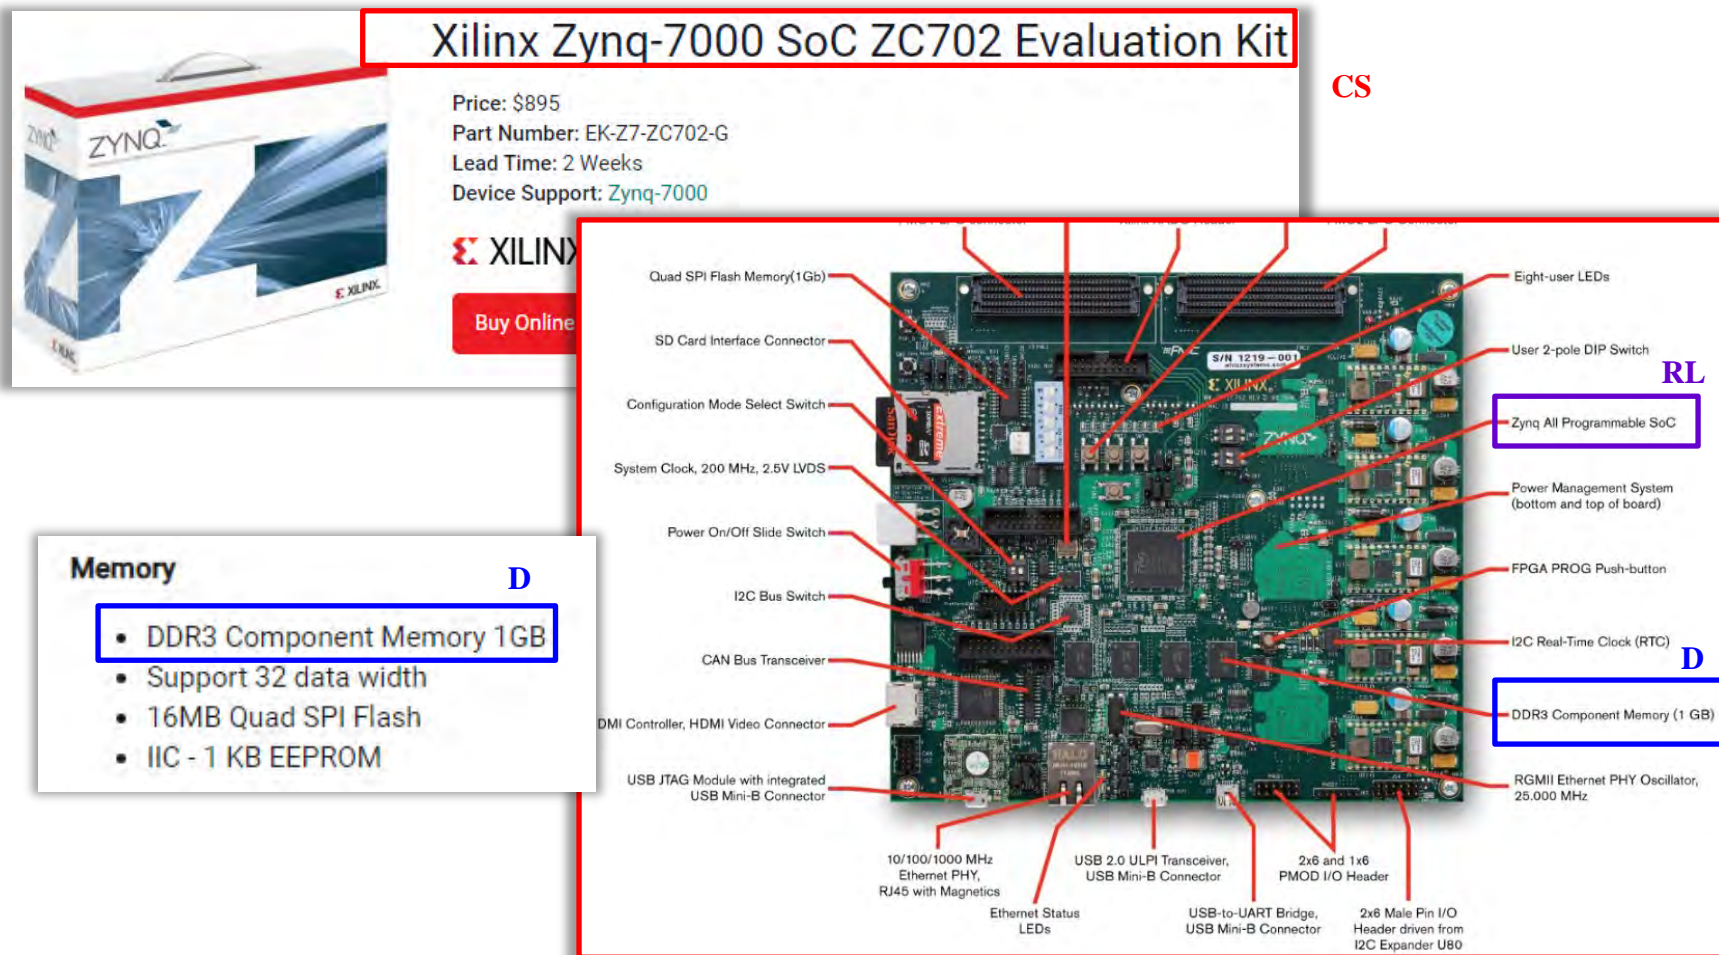 Xilinx Zynq-7000 SoC ZC702 Evaluation Kit
CS
Price: $895
Part Number: EK-Z7-ZC702-G
Lead Time: 2 Weeks
Device Support: Zynq-7000
ZYNQ
ZYNQ
XILINX
XILINX
Buy Online
Quad SPI Flash Memory(1Gb)
SD Card Interface Connector
Configuration Mode Select Switch
System Clock, 200 MHz, 2.5V LVDS
Power On/Off Slide Switch
I2C Bus Switch
CAN Bus Transceiver
DMI Controller, HDMI Video Connector
USB JTAG Module with integrated
USB Mini-B Connector
S/N 1219-001
XILINX
ZYNQ
SanDisk
extreme
HALO
Eight-user LEDs
User 2-pole DIP Switch
RL
Zynq All Programmable SoC
Power Management System
(bottom and top of board)
FPGA PROG Push-button
I2C Real-Time Clock (RTC)
D
DDR3 Component Memory (1 GB)
RGMII Ethernet PHY Oscillator,
25.000 MHz
10/100/1000 MHz
Ethernet PHY,
RJ45 with Magnetics
Ethernet Status
LEDs
USB 2.0 ULPI Transceiver,
USB Mini-B Connector
USB-to-UART Bridge,
USB Mini-B Connector
2x6 and 1x6
PMOD I/O Header
2x6 Male Pin I/O
Header driven from
I2C Expander U80
Memory
D
• DDR3 Component Memory 1GB
• Support 32 data width
• 16MB Quad SPI Flash
• IIC - 1 KB EEPROM